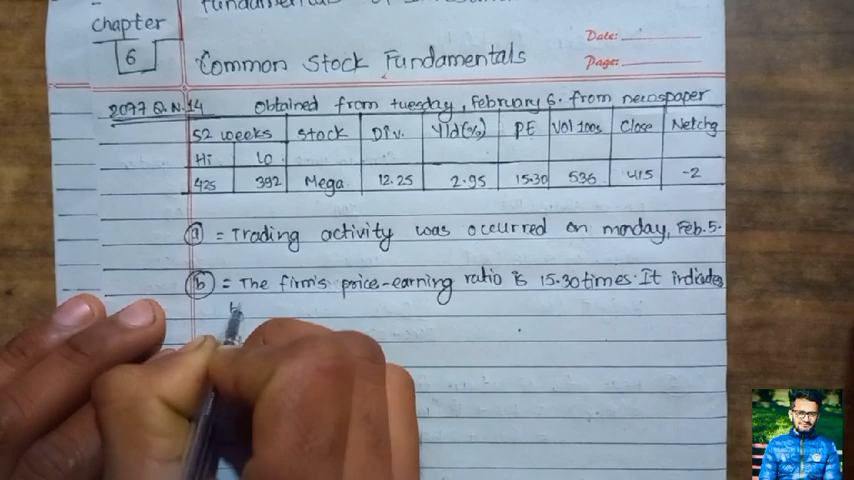 chapter
6
Common Stock Fundamentals
Date:
Page:
2077 Q.N.14 Obtained from tuesday, February 6. from newspaper
52 weeks Stock Div. Yld(%) PE Vol 100s Close Netchg
Hi Lo
425 392 Mega 12.25 2.95 15.30 536 415 -2
(a) = Trading activity was occurred on monday, Feb.5.
(b) = The firm's price-earning ratio is 15.30 times. It indicates